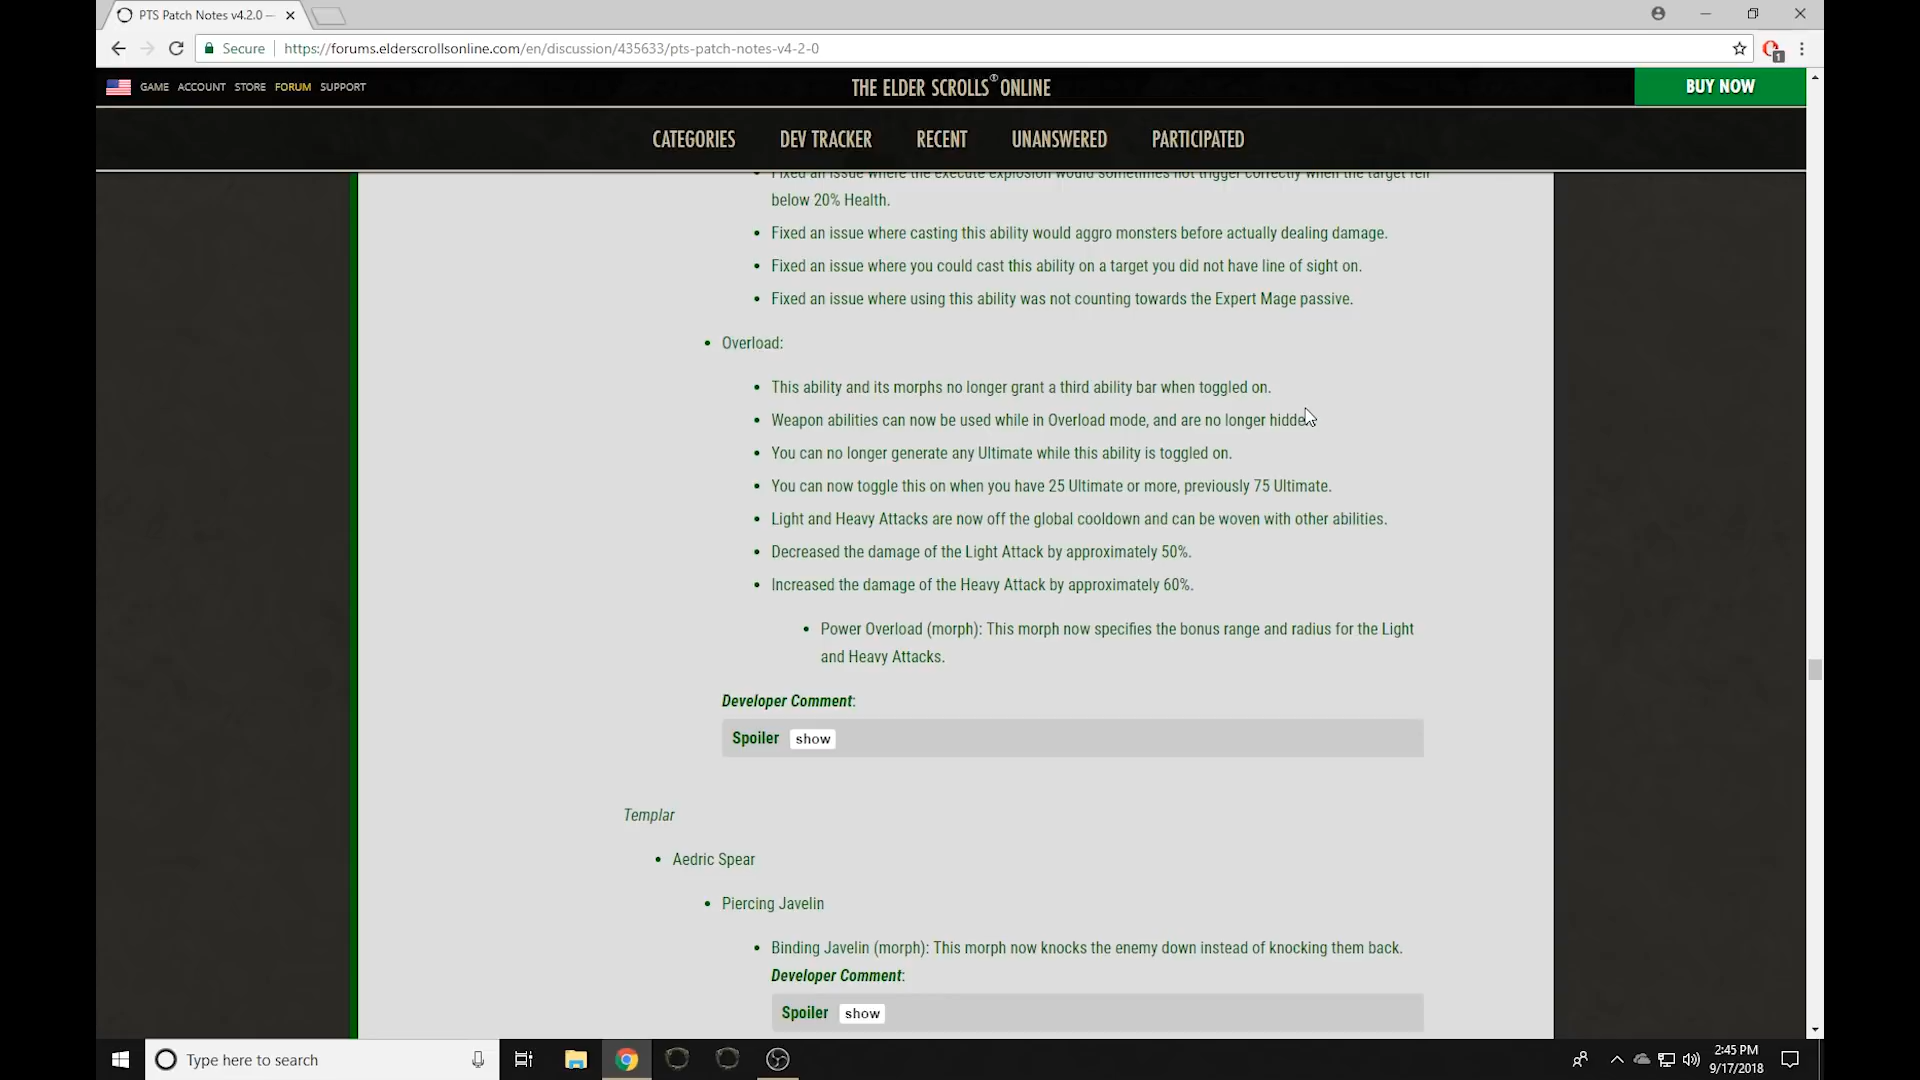 PTS Patch Notes v4.2.0 —
Secure
https://forums.elderscrollsonline.com/en/discussion/435633/pts-patch-notes-v4-2-0
1
GAME ACCOUNT STORE FORUM SUPPORT
THE ELDER SCROLLS® ONLINE
BUY NOW
CATEGORIES DEV TRACKER RECENT UNANSWERED PARTICIPATED
Fixed an issue where the execute explosion would sometimes not trigger correctly when the target fell
below 20% Health.
Fixed an issue where casting this ability would aggro monsters before actually dealing damage.
Fixed an issue where you could cast this ability on a target you did not have line of sight on.
Fixed an issue where using this ability was not counting towards the Expert Mage passive.
Overload:
This ability and its morphs no longer grant a third ability bar when toggled on.
Weapon abilities can now be used while in Overload mode, and are no longer hidde
You can no longer generate any Ultimate while this ability is toggled on.
You can now toggle this on when you have 25 Ultimate or more, previously 75 Ultimate.
Light and Heavy Attacks are now off the global cooldown and can be woven with other abilities.
Decreased the damage of the Light Attack by approximately 50%.
Increased the damage of the Heavy Attack by approximately 60%.
Power Overload (morph): This morph now specifies the bonus range and radius for the Light
and Heavy Attacks.
Developer Comment:
Spoiler show
Templar
Aedric Spear
Piercing Javelin
Binding Javelin (morph): This morph now knocks the enemy down instead of knocking them back.
Developer Comment:
Spoiler show
Type here to search
2:45 PM
9/17/2018